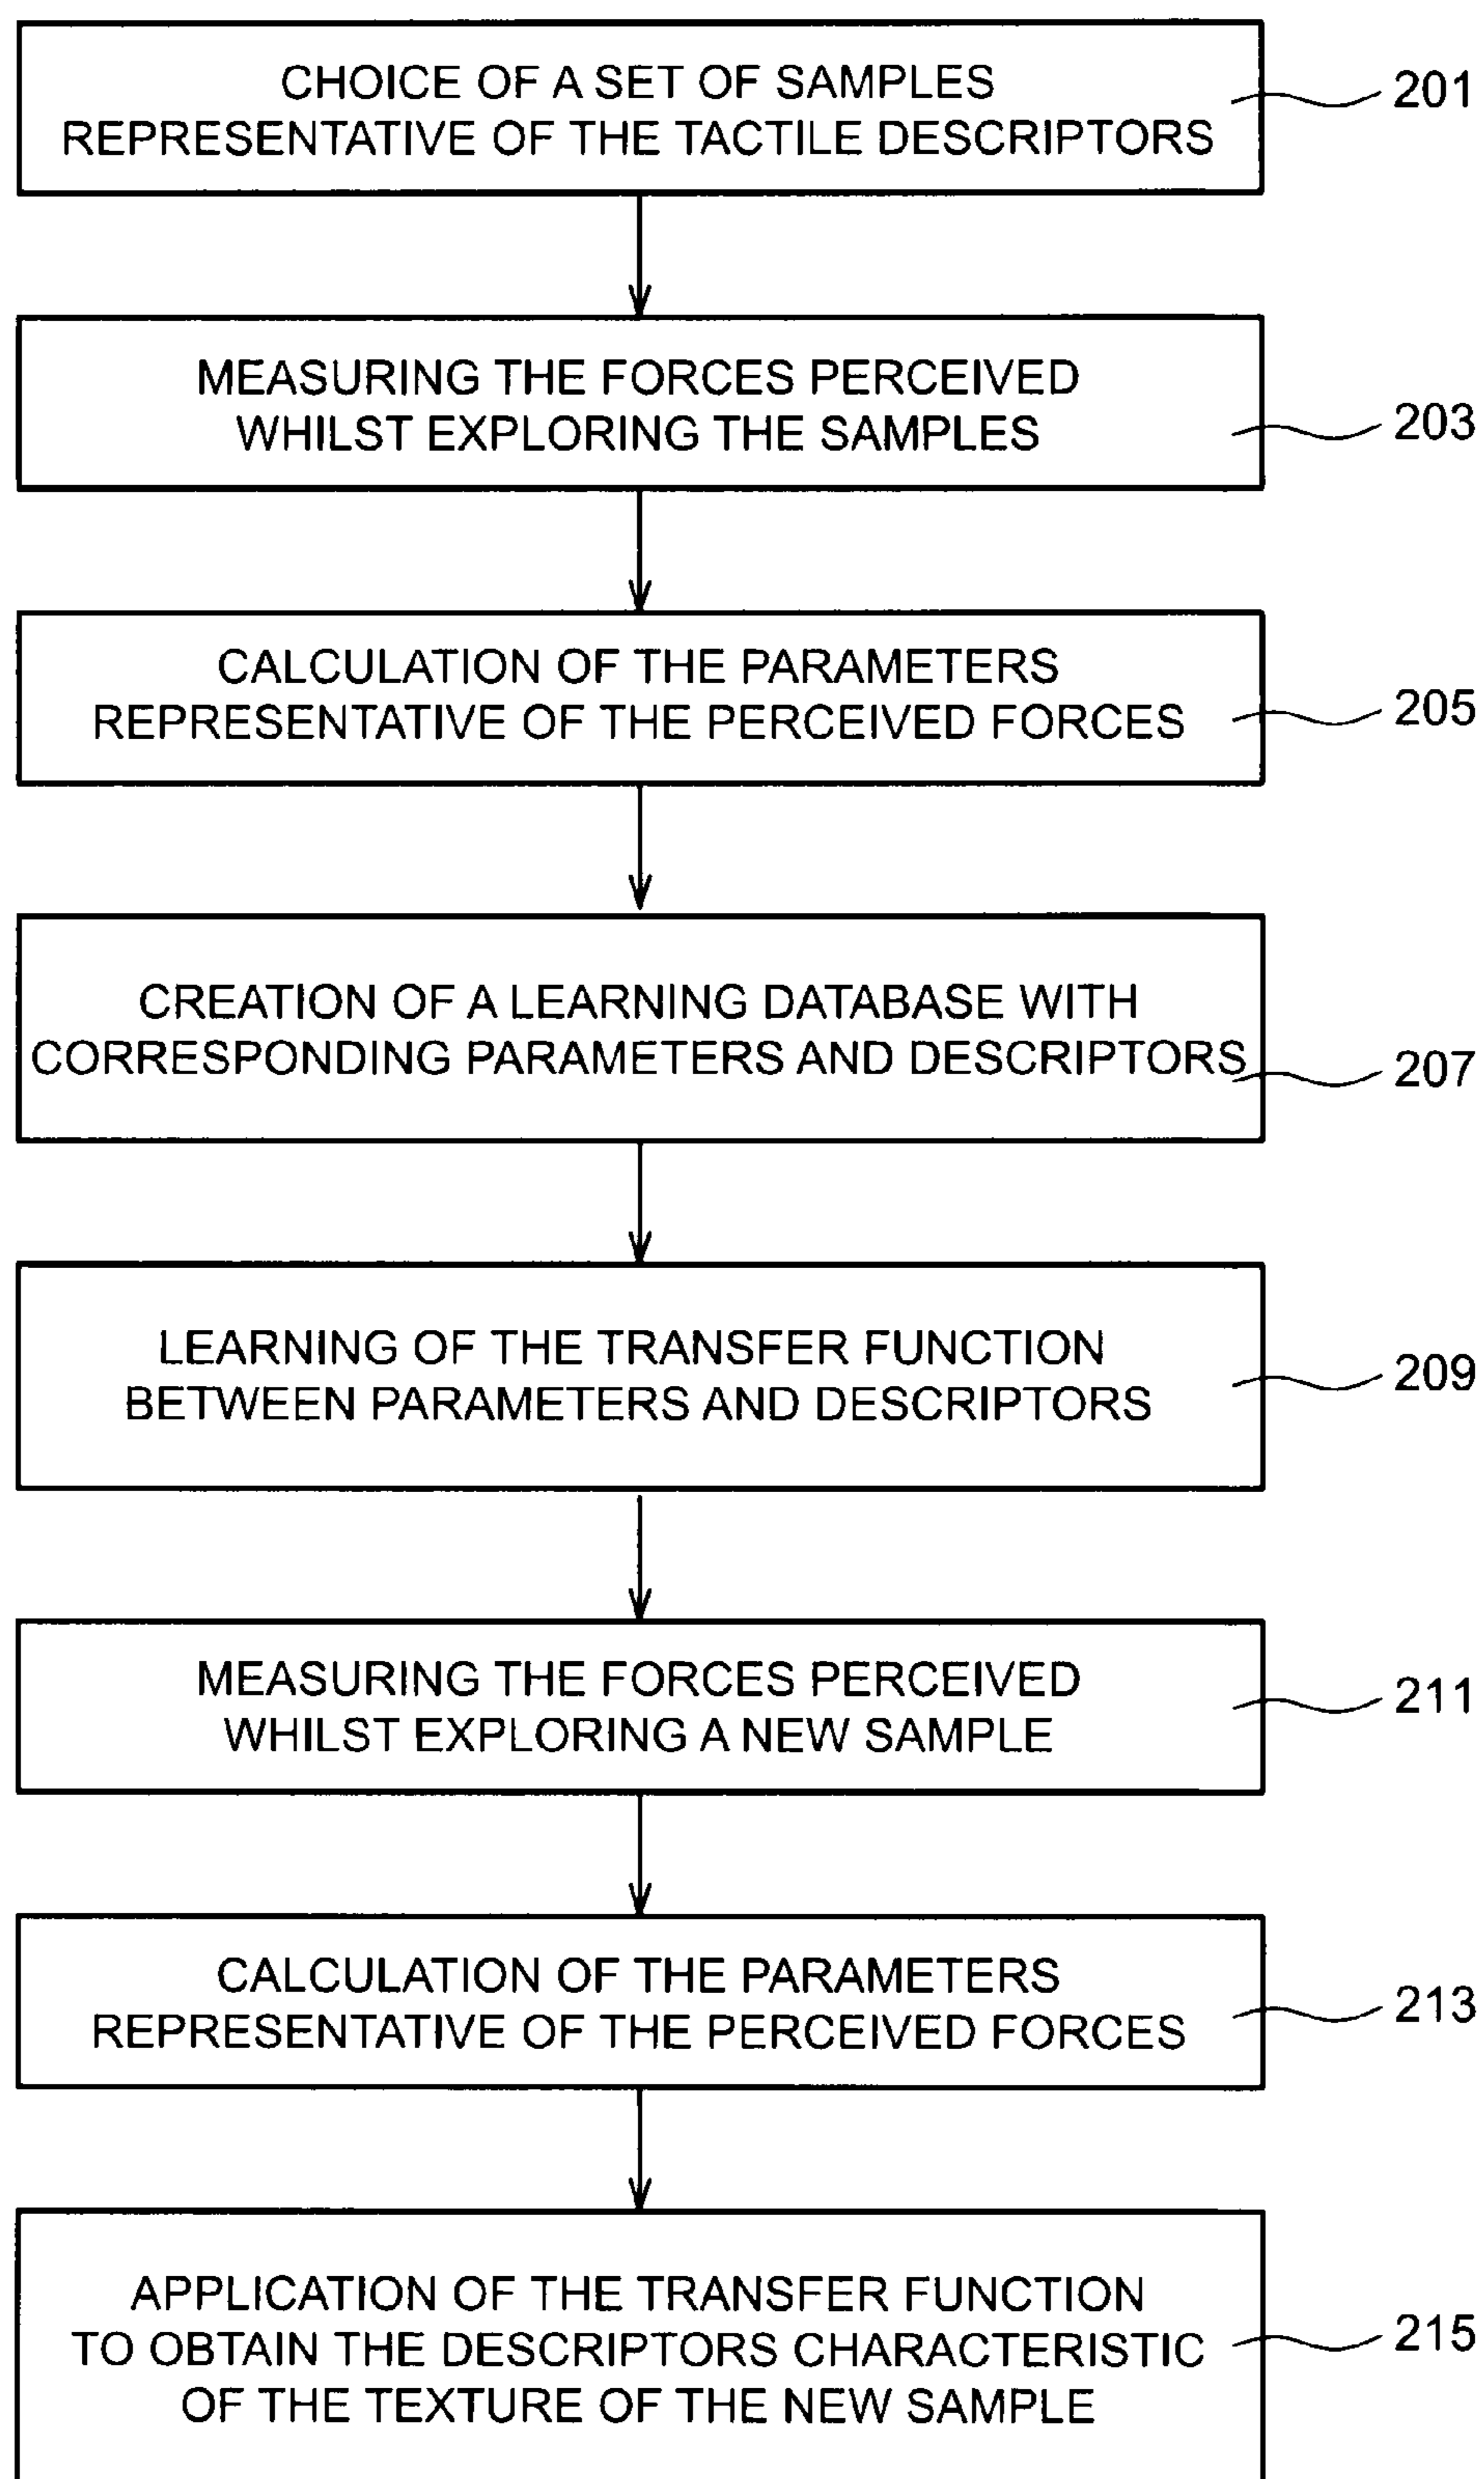 CHOICE OF A SET OF SAMPLES
REPRESENTATIVE OF THE TACTILE DESCRIPTORS
201
MEASURING THE FORCES PERCEIVED
WHILST EXPLORING THE SAMPLES
203
CALCULATION OF THE PARAMETERS
REPRESENTATIVE OF THE PERCEIVED FORCES
205
CREATION OF A LEARNING DATABASE WITH
CORRESPONDING PARAMETERS AND DESCRIPTORS
207
LEARNING OF THE TRANSFER FUNCTION
BETWEEN PARAMETERS AND DESCRIPTORS
209
MEASURING THE FORCES PERCEIVED
WHILST EXPLORING A NEW SAMPLE
211
CALCULATION OF THE PARAMETERS
REPRESENTATIVE OF THE PERCEIVED FORCES
213
APPLICATION OF THE TRANSFER FUNCTION
TO OBTAIN THE DESCRIPTORS CHARACTERISTIC
OF THE TEXTURE OF THE NEW SAMPLE
215